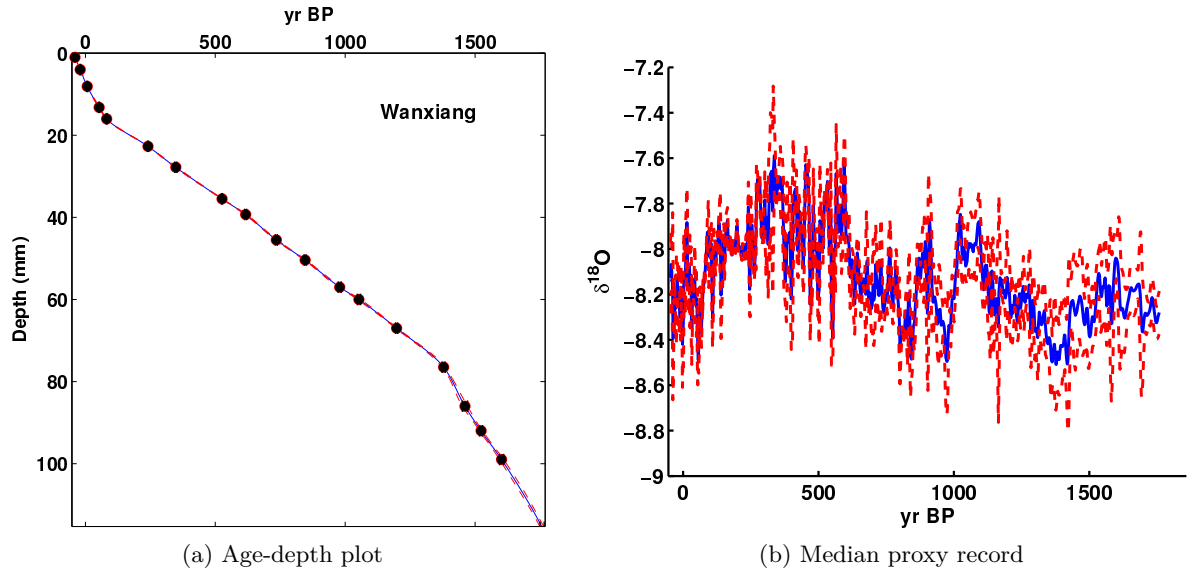 yr BP
0 500 1000 1500
0
20
40
60
80
100
Depth (mm)
Wanxiang
(a) Age-depth plot
−7.2
−7.4
−7.6
−7.8
−8
−8.2
−8.4
−8.6
−8.8
−9
δ18O
0 500 1000 1500
yr BP
(b) Median proxy record